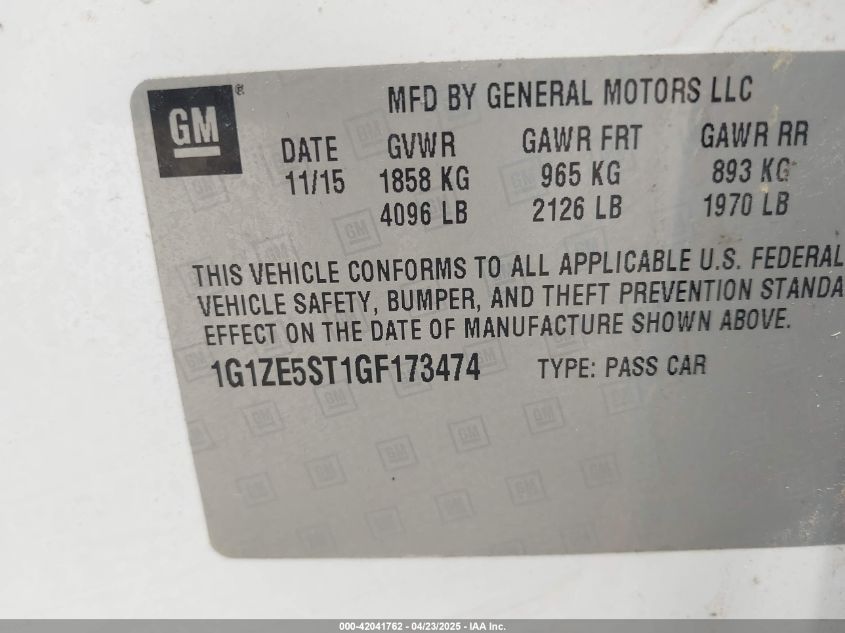 GM ®
MFD BY GENERAL MOTORS LLC
DATE GVWR GAWR FRT GAWR RR
11/15 1858 KG 965 KG 893 KG
4096 LB 2126 LB 1970 LB
THIS VEHICLE CONFORMS TO ALL APPLICABLE U.S. FEDERAL
VEHICLE SAFETY, BUMPER, AND THEFT PREVENTION STANDA
EFFECT ON THE DATE OF MANUFACTURE SHOWN ABOVE.
1G1ZE5ST1GF173474 TYPE: PASS CAR
000-42041762 - 04/23/2025 - IAA Inc.